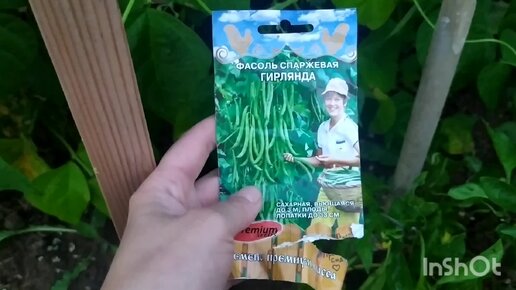 ФАСОЛЬ СПАРЖЕВАЯ
ГИРЛЯНДА
САХАРНАЯ, ВЬЮЩАЯСЯ
ДО 3 М, ПЛОДЫ-
ЛОПАТКИ ДО 23 СМ
Premium
InShot